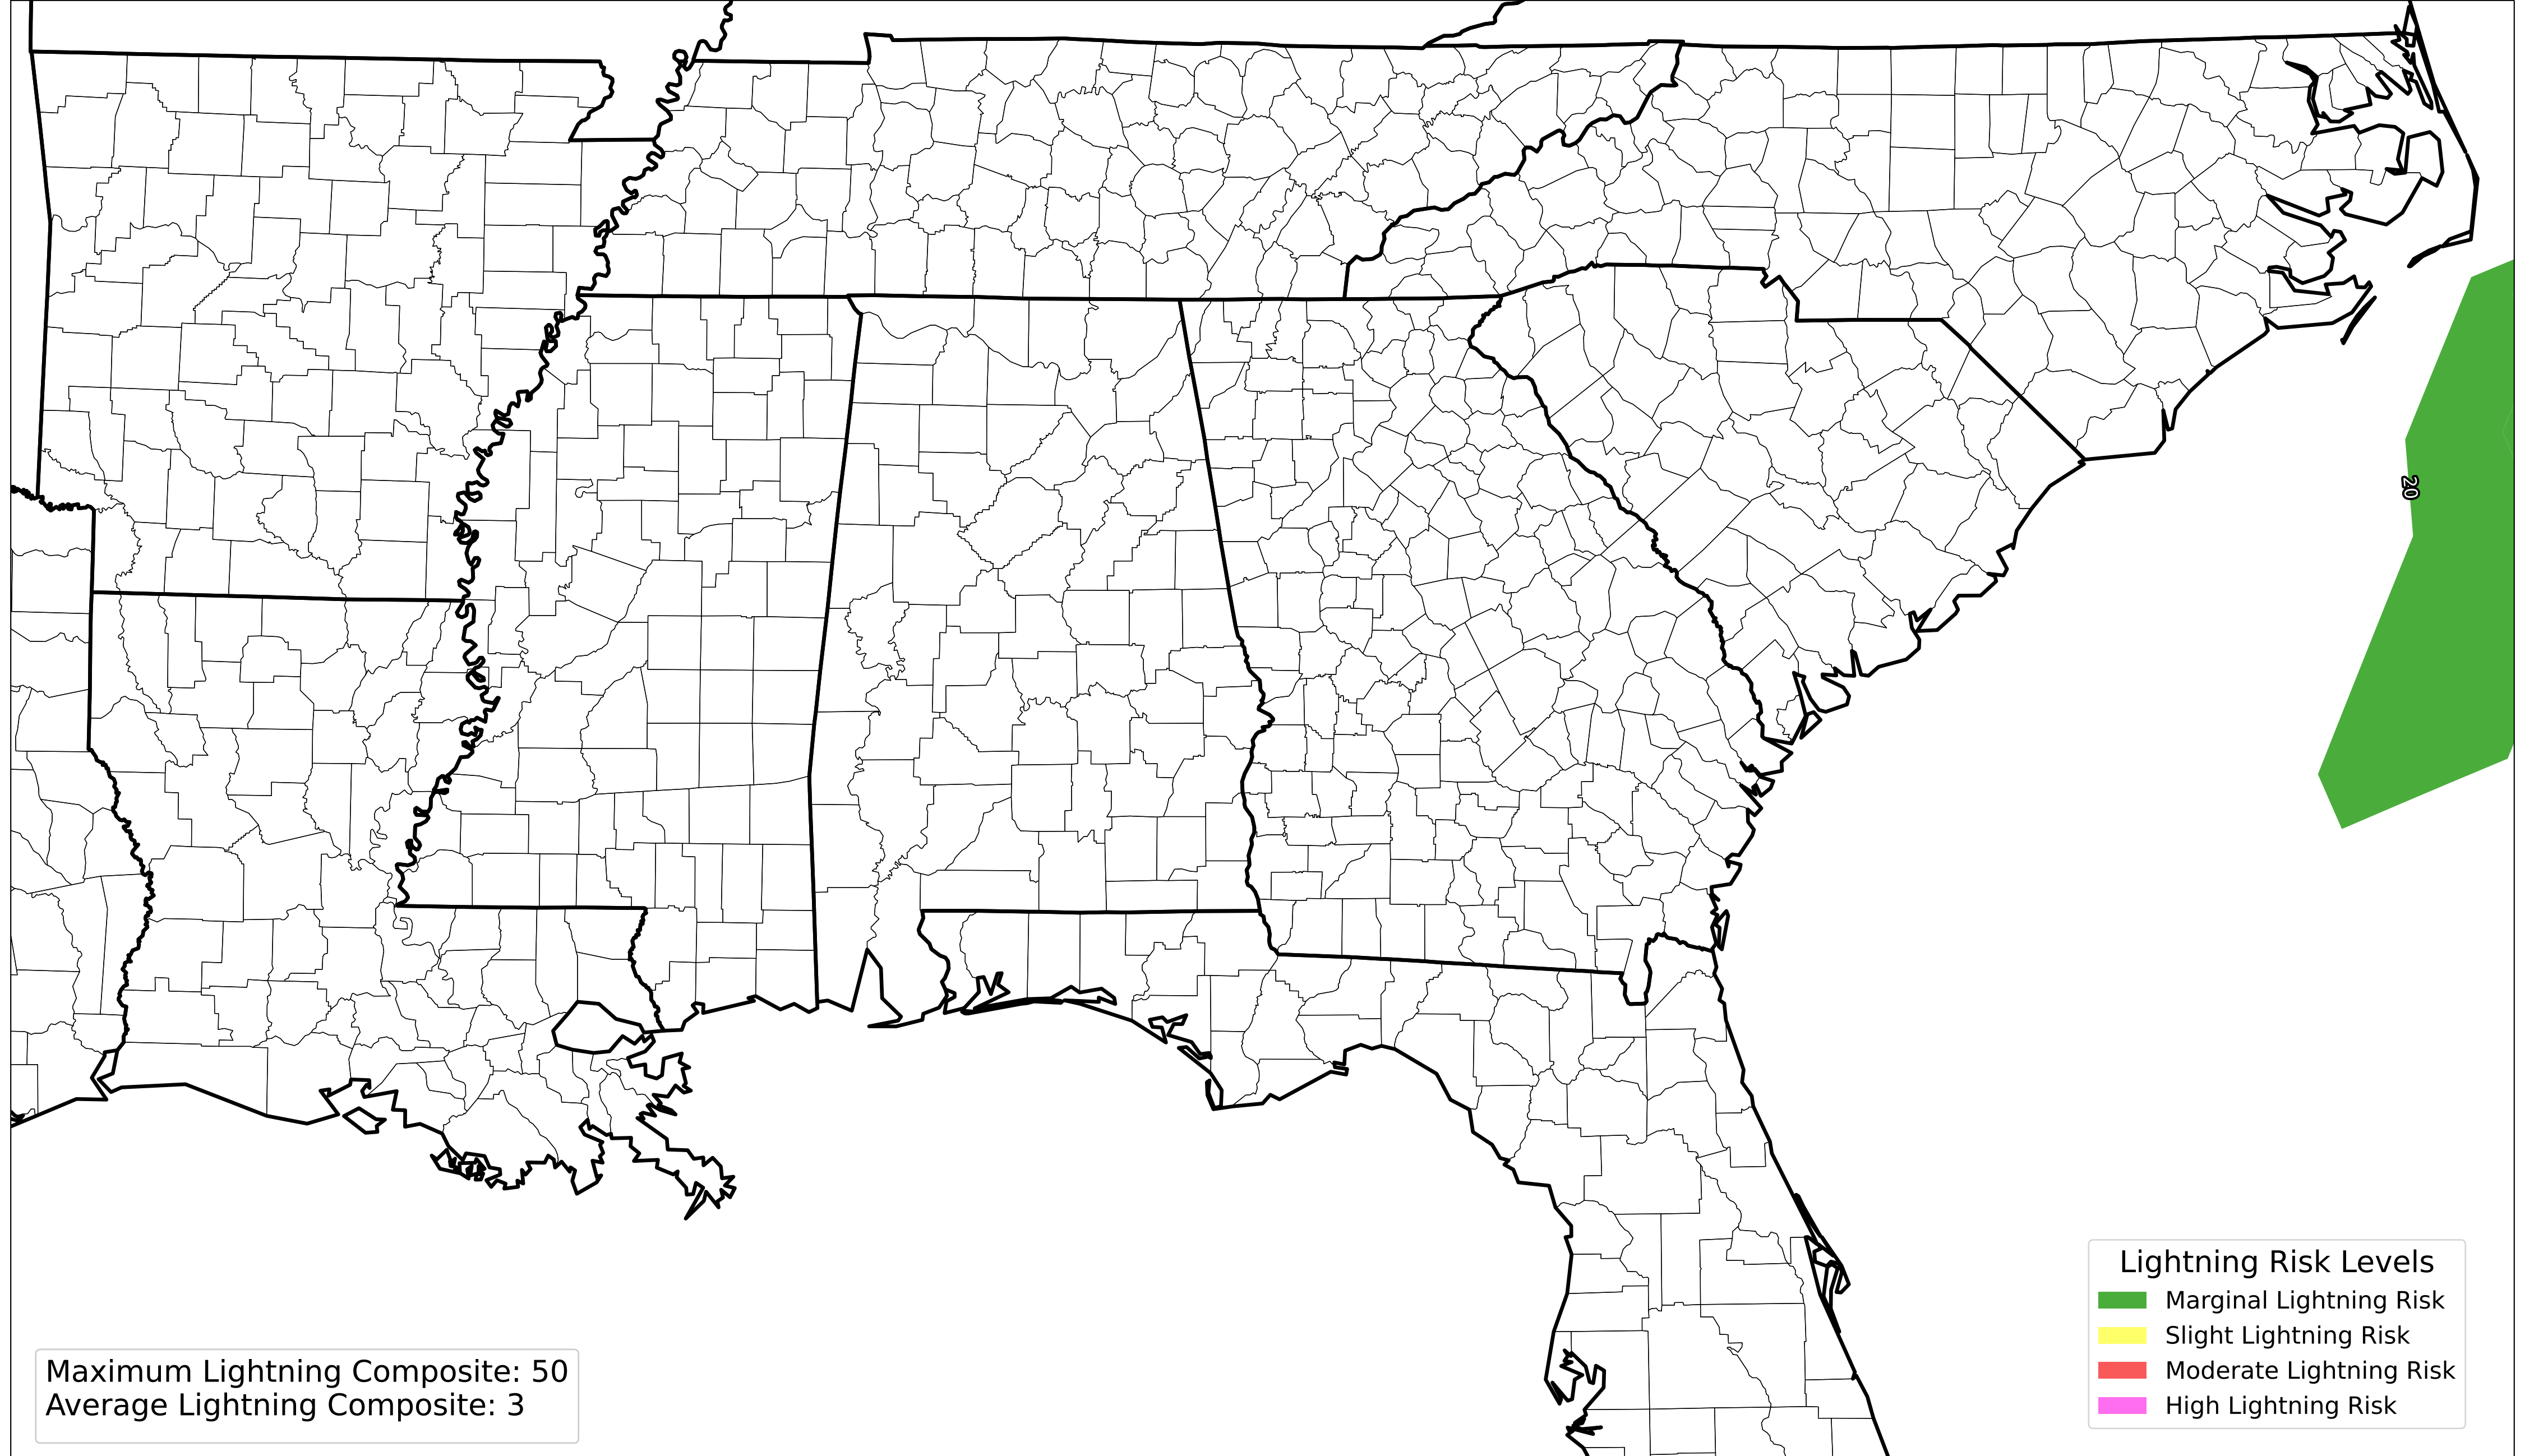 20
Lightning Risk Levels
Marginal Lightning Risk
Slight Lightning Risk
Moderate Lightning Risk
High Lightning Risk
Maximum Lightning Composite: 50
Average Lightning Composite: 3